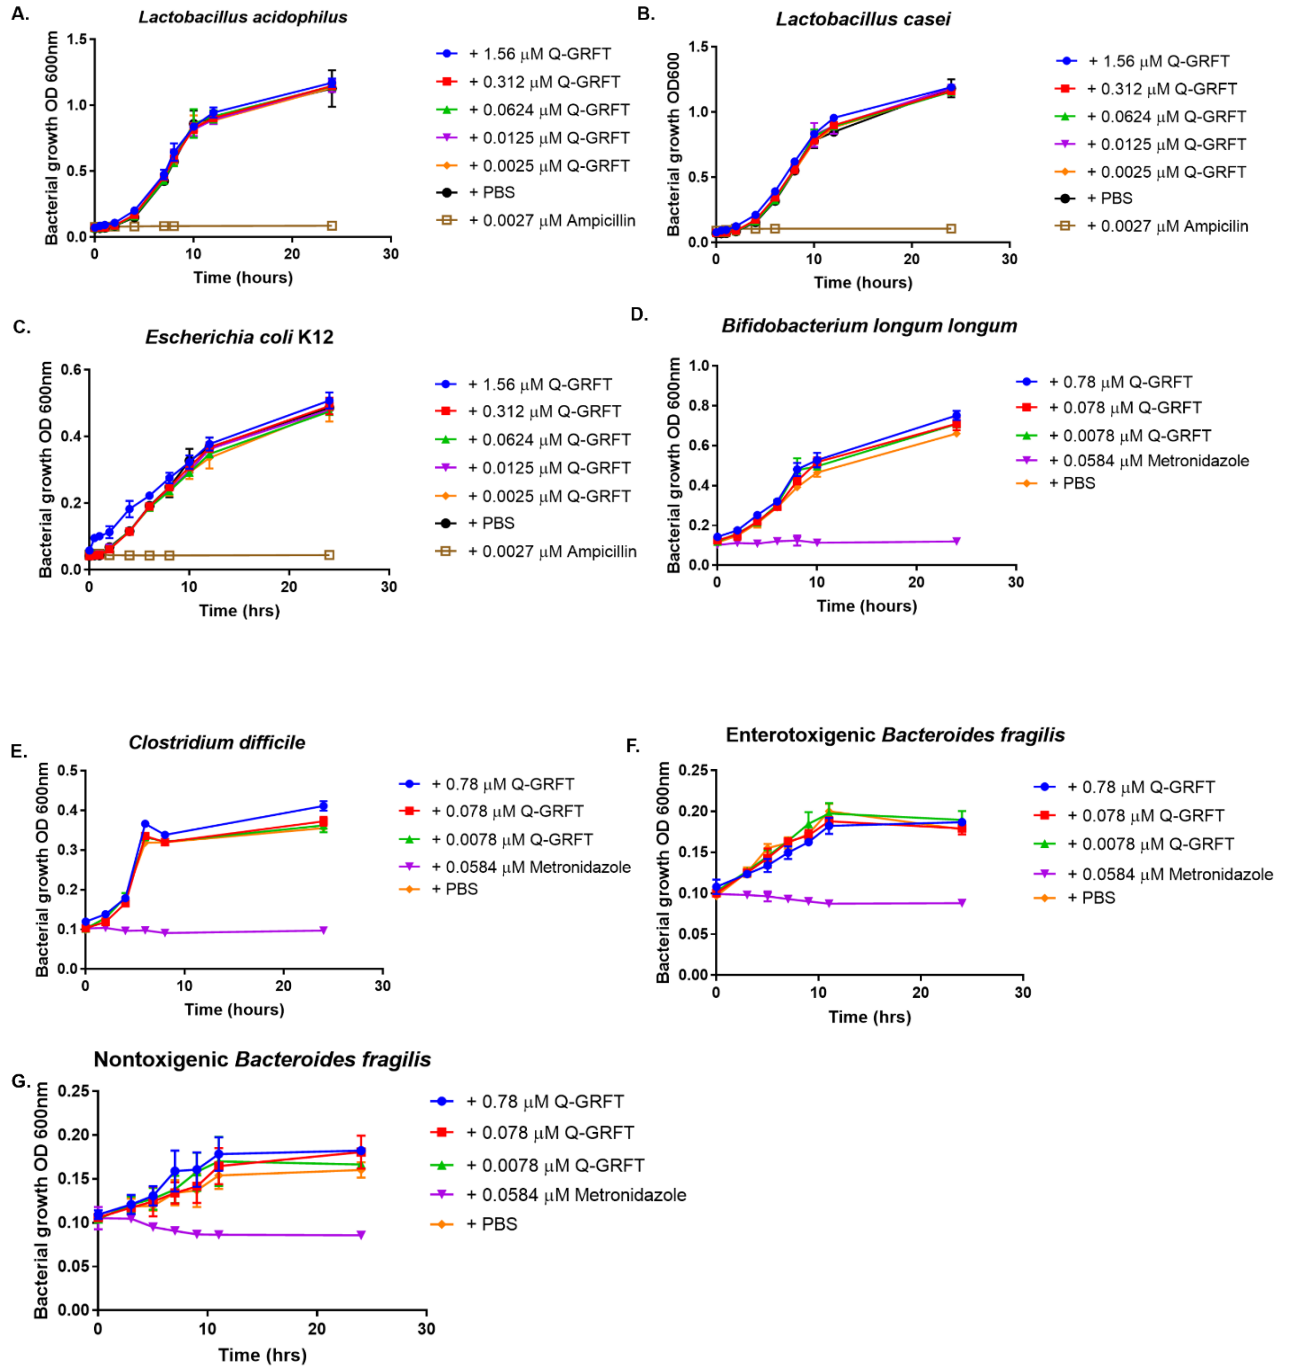 A.
Lactobacillus acidophilus
Bacterial growth OD 600nm
1.5
1.0
0.5
0.0
0 10 20 30
Time (hours)
+ 1.56 μM Q-GRFT
+ 0.312 μM Q-GRFT
+ 0.0624 μM Q-GRFT
+ 0.0125 μM Q-GRFT
+ 0.0025 μM Q-GRFT
+ PBS
+ 0.0027 μM Ampicillin
B.
Lactobacillus casei
Bacterial growth OD600
1.5
1.0
0.5
0.0
0 10 20 30
Time (hours)
+ 1.56 μM Q-GRFT
+ 0.312 μM Q-GRFT
+ 0.0624 μM Q-GRFT
+ 0.0125 μM Q-GRFT
+ 0.0025 μM Q-GRFT
+ PBS
+ 0.0027 μM Ampicilin
C.
Escherichia coli K12
Bacterial growth OD 600nm
0.6
0.4
0.2
0.0
0 10 20 30
Time (hrs)
+ 1.56 μM Q-GRFT
+ 0.312 μM Q-GRFT
+ 0.0624 μM Q-GRFT
+ 0.0125 μM Q-GRFT
+ 0.0025 μM Q-GRFT
+ PBS
+ 0.0027 μM Ampicillin
D.
Bifidobacterium longum longum
Bacterial growth OD 600nm
1.0
0.8
0.6
0.4
0.2
0.0
0 10 20 30
Time (hours)
+ 0.78 μM Q-GRFT
+ 0.078 μM Q-GRFT
+ 0.0078 μM Q-GRFT
+ 0.0584 μM Metronidazole
+ PBS
E.
Clostridium difficile
Bacterial growth OD 600nm
0.5
0.4
0.3
0.2
0.1
0.0
0 10 20 30
Time (hours)
+ 0.78 μM Q-GRFT
+ 0.078 μM Q-GRFT
+ 0.0078 μM Q-GRFT
+ 0.0584 μM Metronidazole
+ PBS
F.
Enterotoxigenic Bacteroides fragilis
Bacterial growth OD 600nm
0.25
0.20
0.15
0.10
0.05
0.00
0 10 20 30
Time (hrs)
+ 0.78 μM Q-GRFT
+ 0.078 μM Q-GRFT
+ 0.0078 μM Q-GRFT
+ 0.0584 μM Metronidazole
+ PBS
G.
Nontoxigenic Bacteroides fragilis
Bacterial growth OD 600nm
0.25
0.20
0.15
0.10
0.05
0.00
0 10 20 30
Time (hrs)
+ 0.78 μM Q-GRFT
+ 0.078 μM Q-GRFT
+ 0.0078 μM Q-GRFT
+ 0.0584 μM Metronidazole
+ PBS